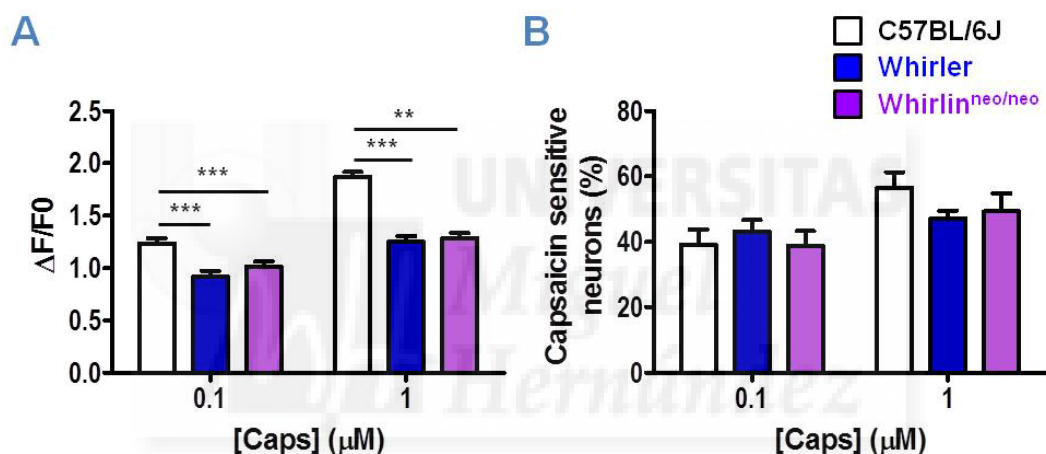 A
B
C57BL/6J
Whirler
Whirlin^neo/neo
2.5
2.0
1.5
1.0
0.5
0.0
ΔF/F0
***
***
**
***
0.1
1
[Caps] (μM)
80
60
40
20
0
Capsaicin sensitive
neurons (%)
0.1
1
[Caps] (μM)
UNIVERSITAS
Miguel
Hernández